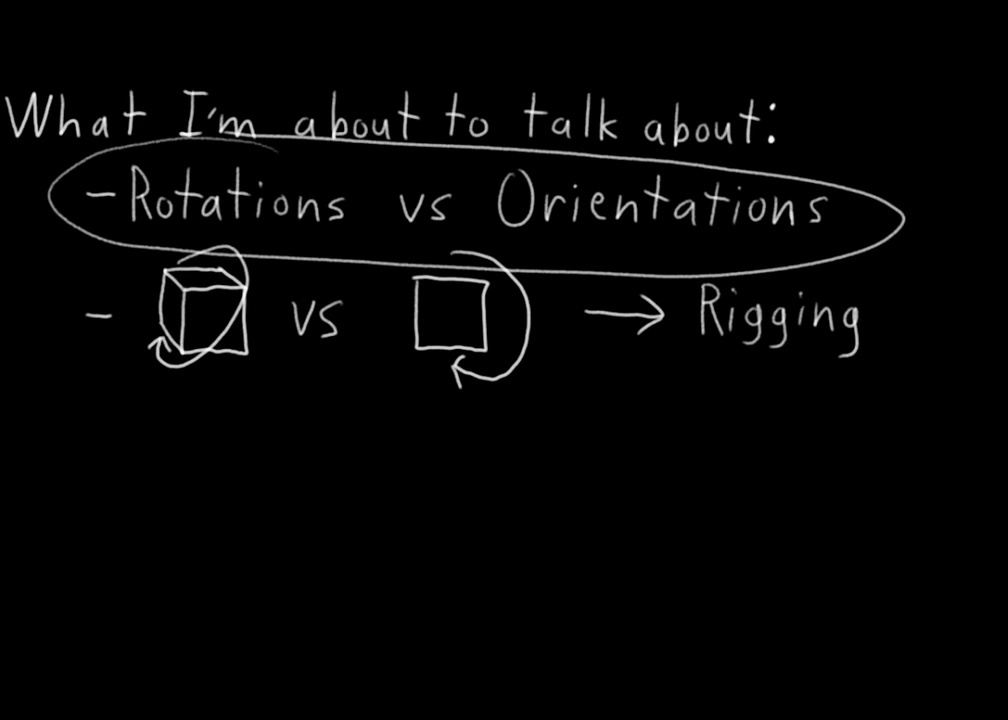 What I'm about to talk about:
- Rotations vs Orientations
- vs → Rigging